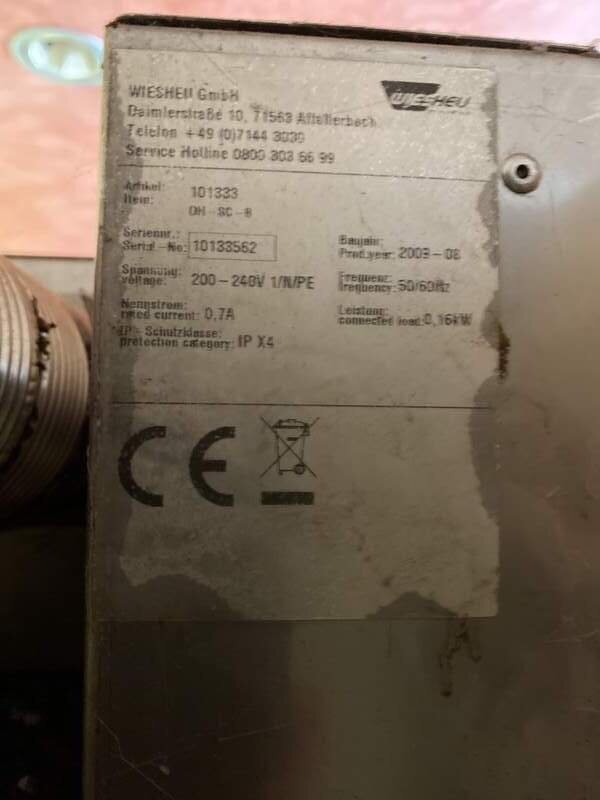 WIESHEU GmbH
WIESHEU
Daimlerstraße 10, 71563 Affalterbach
Telefon +49 (0)7144 3030
Service Hotline 0800 303 66 99
Artikel:
Item: 101333
OH-SC-B
Seriennr.:
Serial-No: 10133562
Baujahr:
Prod.year: 2009-08
Spannung:
voltage: 200-240V 1/N/PE
Frequenz:
frequency: 50/60Hz
Nennstrom:
rated current: 0,7A
Leistung:
connected load: 0,16kW
IP - Schutzklasse:
protection category: IP X4
CE